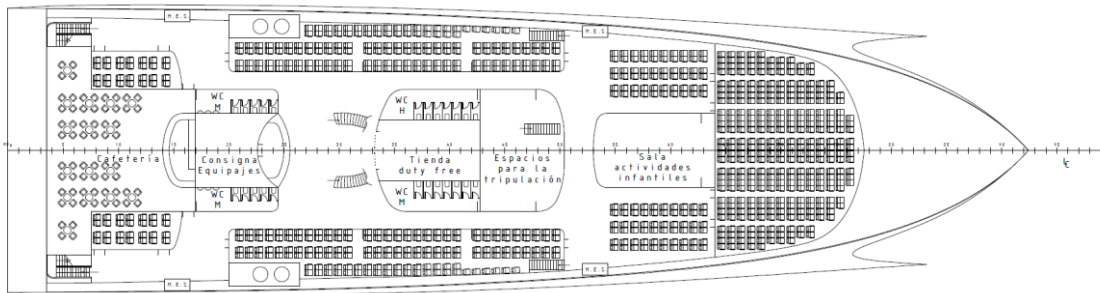 M.E.S
M.E.S
WC
M
WC
H
Cafetería
Consigna
Equipajes
Tienda
duty free
Espacios
para la
tripulación
Sala
actividades
infantiles
WC
M
WC
M
M.E.S
M.E.S